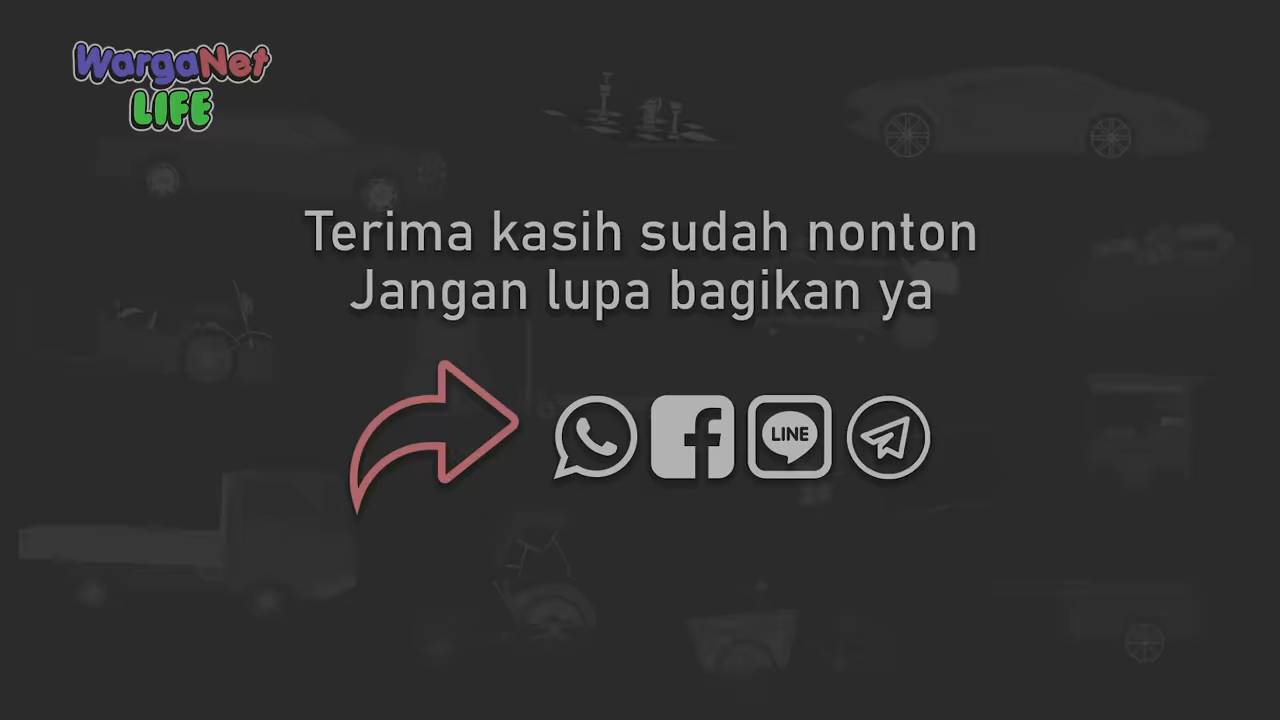 WargaNet
LIFE
Terima kasih sudah nonton
Jangan lupa bagikan ya
LINE